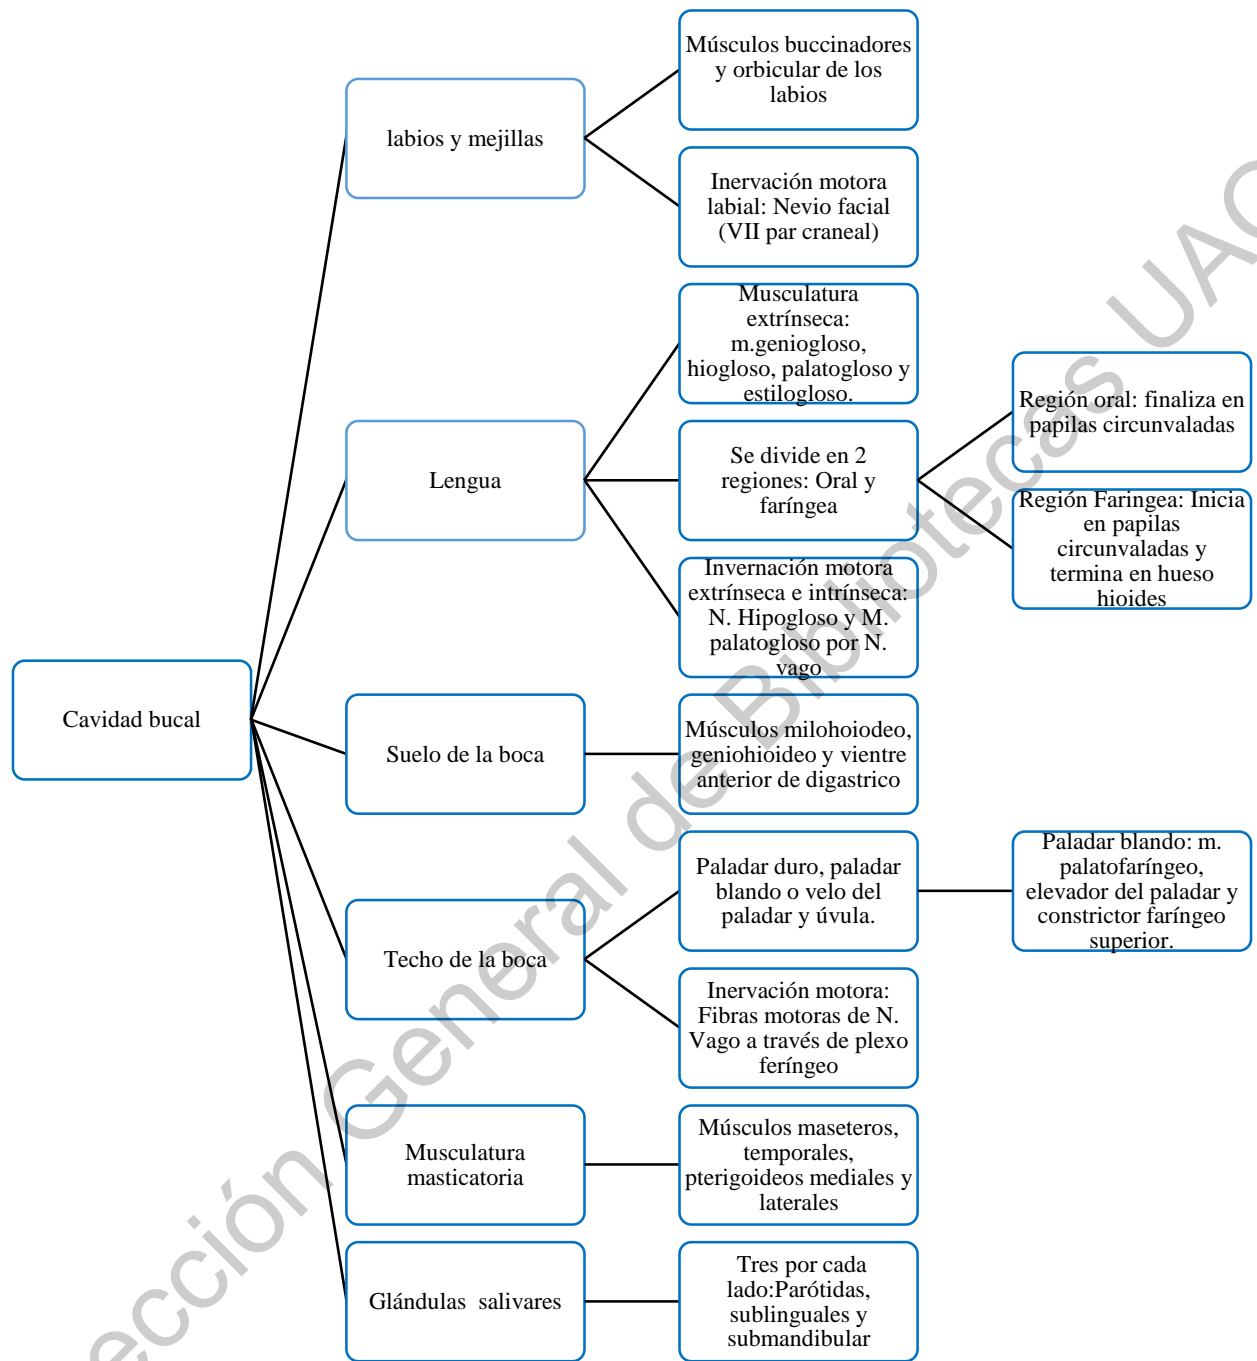 Músculos buccinadores
y orbicular de los
labios
labios y mejillas
Inervación motora
labial: Nevio facial
(VII par craneal)
Musculatura
extrínseca:
m.geniogloso,
hiogloso, palatogloso y
estilogloso.
Región oral: finaliza en
papilas circunvaladas
Lengua
Se divide en 2
regiones: Oral y
faríngea
Región Faringea: Inicia
en papilas
circunvaladas y
termina en hueso
hioides
Invernación motora
extrínseca e intrínseca:
N. Hipogloso y M.
palatogloso por N.
vago
Cavidad bucal
Suelo de la boca
Músculos milohoiodeo,
geniohioideo y vientre
anterior de digastrico
Paladar duro, paladar
blando o velo del
paladar y úvula.
Paladar blando: m.
palatofaríngeo,
elevador del paladar y
constrictor faríngeo
superior.
Techo de la boca
Inervación motora:
Fibras motoras de N.
Vago a través de plexo
feríngeo
Musculatura
masticatoria
Músculos maseteros,
temporales,
pterigoideos mediales y
laterales
Glándulas salivares
Tres por cada
lado:Parótidas,
sublinguales y
submandibular
ección General de Bibliotecas UAQ